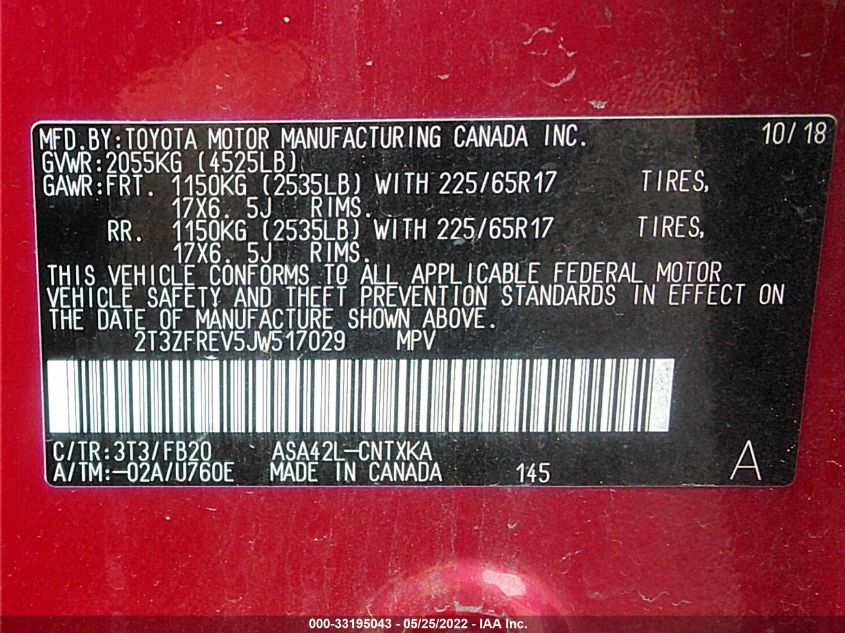 MFD.BY:TOYOTA MOTOR MANUFACTURING CANADA INC. 10/18
GVWR:2055KG (4525LB)
GAWR:FRT. 1150KG (2535LB) WITH 225/65R17 TIRES,
17X6. 5J RIMS.
RR. 1150KG (2535LB) WITH 225/65R17 TIRES,
17X6. 5J RIMS.
THIS VEHICLE CONFORMS TO ALL APPLICABLE FEDERAL MOTOR
VEHICLE SAFETY AND THEFT PREVENTION STANDARDS IN EFFECT ON
THE DATE OF MANUFACTURE SHOWN ABOVE.
2T3ZFREV5JW517029 MPV
C/TR:3T3/FB20 ASA42L-CNTXKA
A/TM:-02A/U760E MADE IN CANADA 145 A
000-33195043 - 05/25/2022 - IAA Inc.